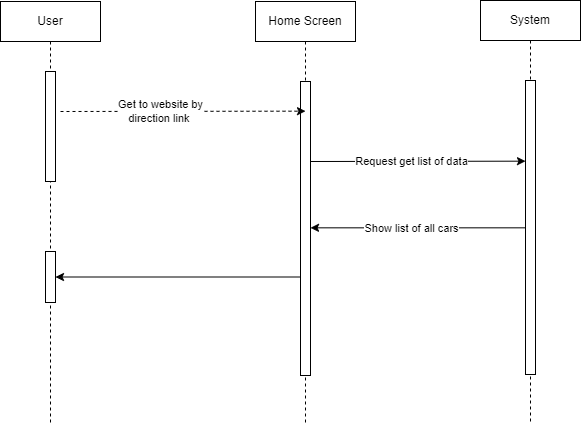 User
Home Screen
System
Get to website by
direction link
Request get list of data
Show list of all cars